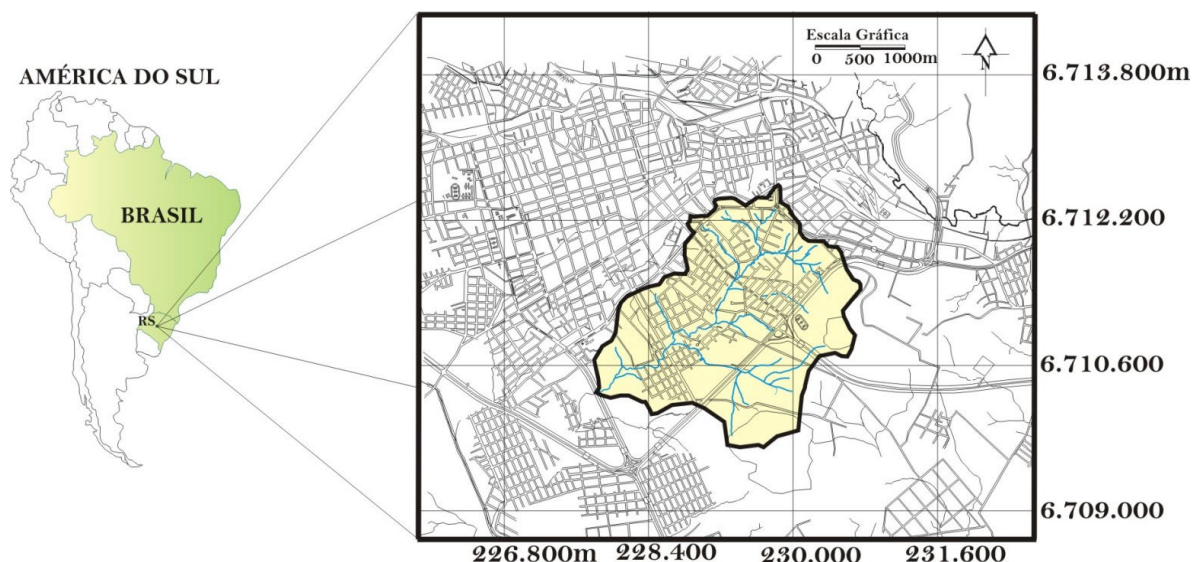 AMÉRICA DO SUL
BRASIL
RS
Escala Gráfica
0 500 1000m
N
6.713.800m
6.712.200
6.710.600
6.709.000
226.800m 228.400 230.000 231.600